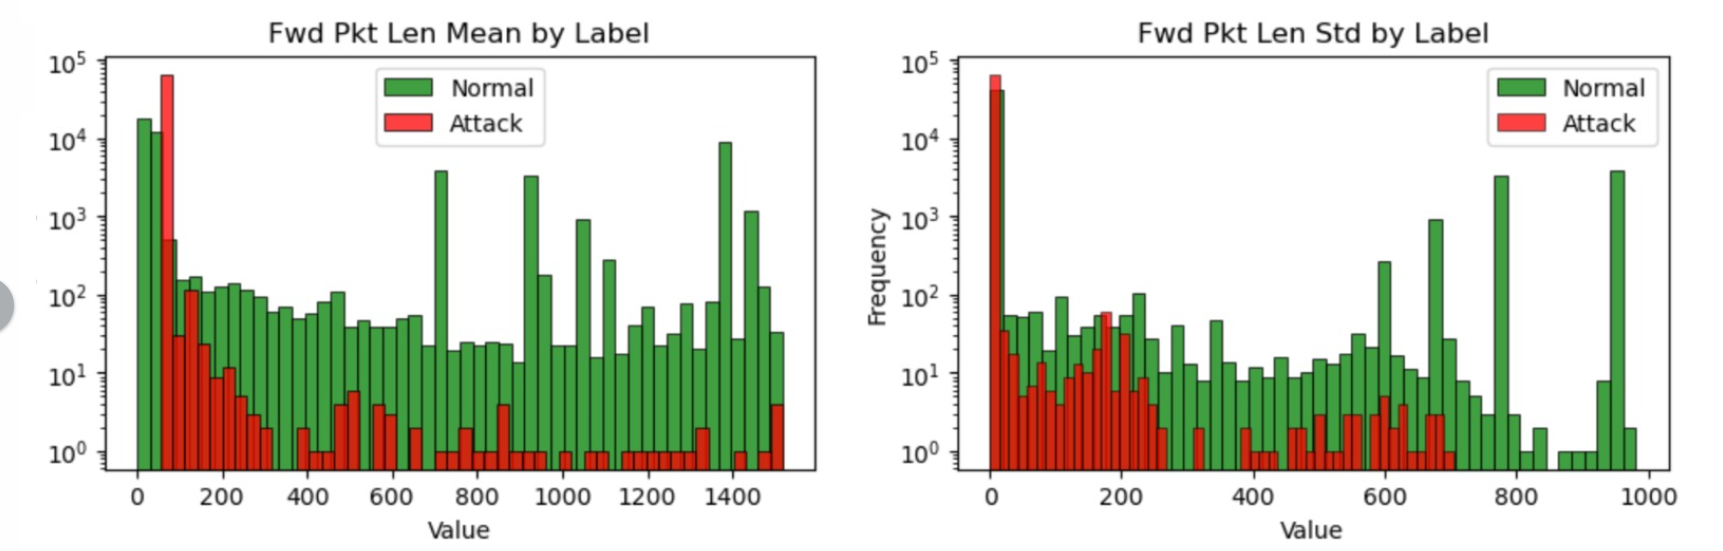 Fwd Pkt Len Mean by Label
10^5
10^4
10^3
10^2
10^1
10^0
Normal
Attack
0 200 400 600 800 1000 1200 1400
Value
Fwd Pkt Len Std by Label
Frequency
10^5
10^4
10^3
10^2
10^1
10^0
Normal
Attack
0 200 400 600 800 1000
Value